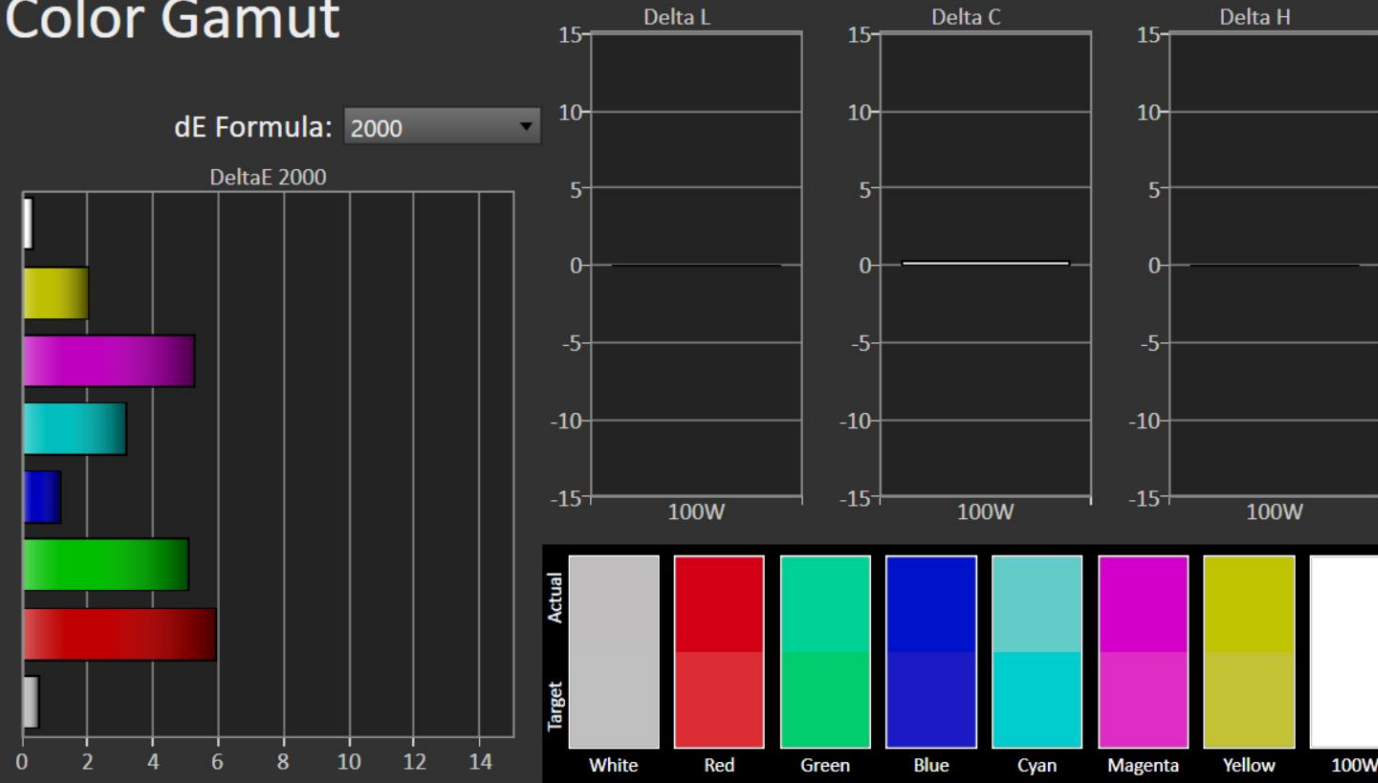 Color Gamut
dE Formula: 2000
DeltaE 2000
0 2 4 6 8 10 12 14
Delta L
15
10
5
0
-5
-10
-15
100W
Delta C
15
10
5
0
-5
-10
-15
100W
Delta H
15
10
5
0
-5
-10
-15
100W
Actual
Target
White Red Green Blue Cyan Magenta Yellow 100W